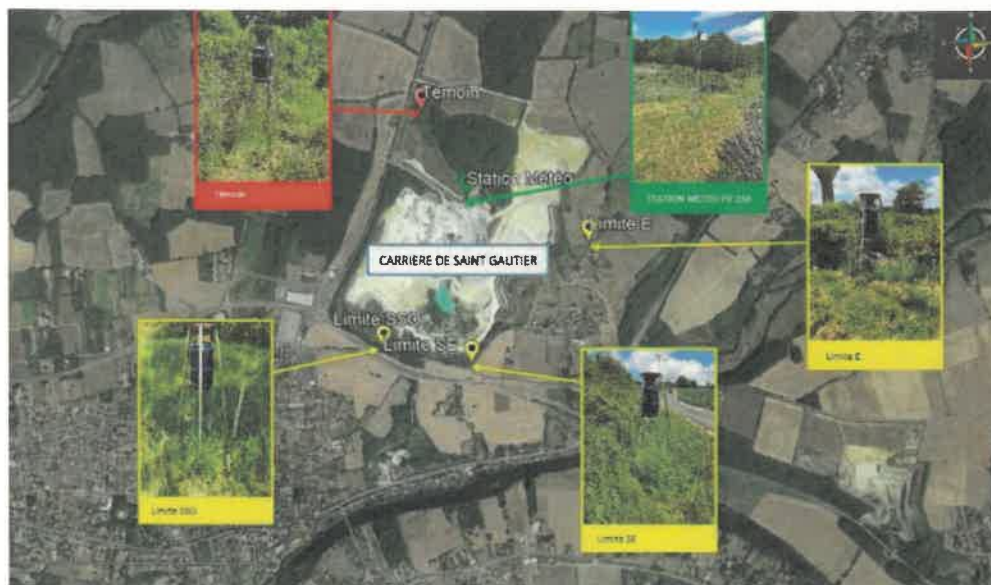 Témoin
Témoin
Station Météo
Limite E
CARRIERE DE SAINT GAUTIER
Limite SSO
Limite SE
Limite E
Limite SSO
Limite SE
STATION METEO